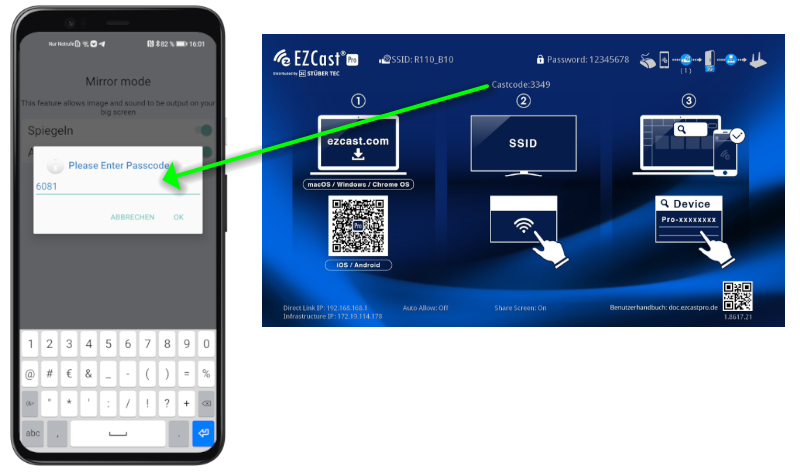 Nur Notrufe
82 % 16:01
Mirror mode
This feature allows image and sound to be output on your
big screen
Spiegeln
A
Please Enter Passcode
6081
ABBRECHEN OK
1 2 3 4 5 6 7 8 9 0
@ # € & _ - ( ) = %
" * ' : / ! ? +
abc , .
EZCast® Pro
Distributed by STÜBER TEC
SSID: R110_B10
Password: 12345678
(1)
5G
Castcode:3349
1
2
3
ezcast.com
macOS / Windows / Chrome OS
Pro
iOS / Android
SSID
Device
Pro-xxxxxxxx
Direct Link IP: 192.168.168.1
Infrastructure IP: 172.19.114.176
Auto Allow: Off
Share Screen: On
Benutzerhandbuch: doc.ezcastpro.de
1.8617.21